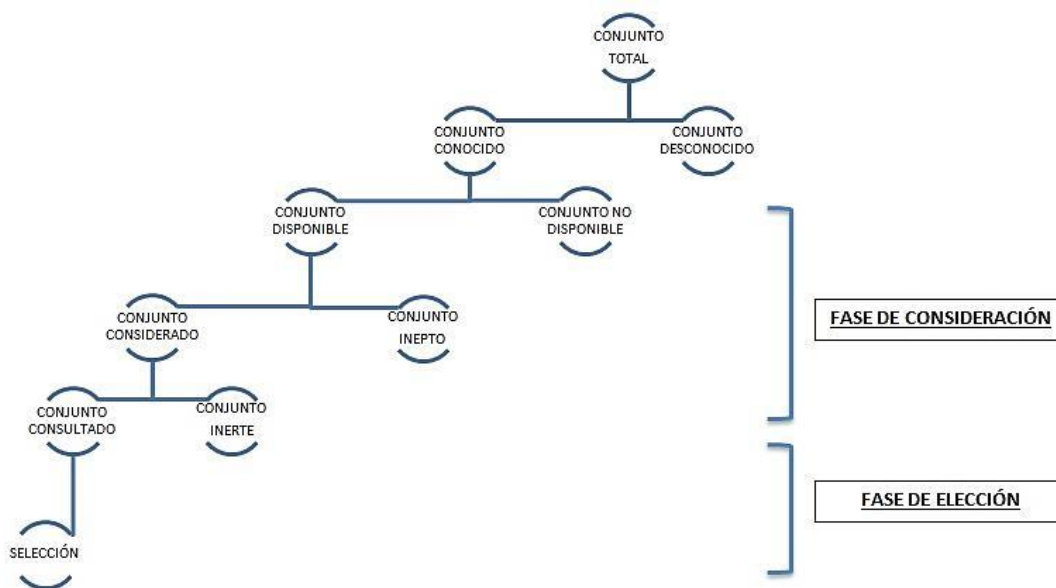 CONJUNTO
TOTAL
CONJUNTO
CONOCIDO
CONJUNTO
DESCONOCIDO
CONJUNTO
DISPONIBLE
CONJUNTO NO
DISPONIBLE
CONJUNTO
CONSIDERADO
CONJUNTO
INEPTO
FASE DE CONSIDERACIÓN
CONJUNTO
CONSULTADO
CONJUNTO
INERTE
FASE DE ELECCIÓN
SELECCIÓN